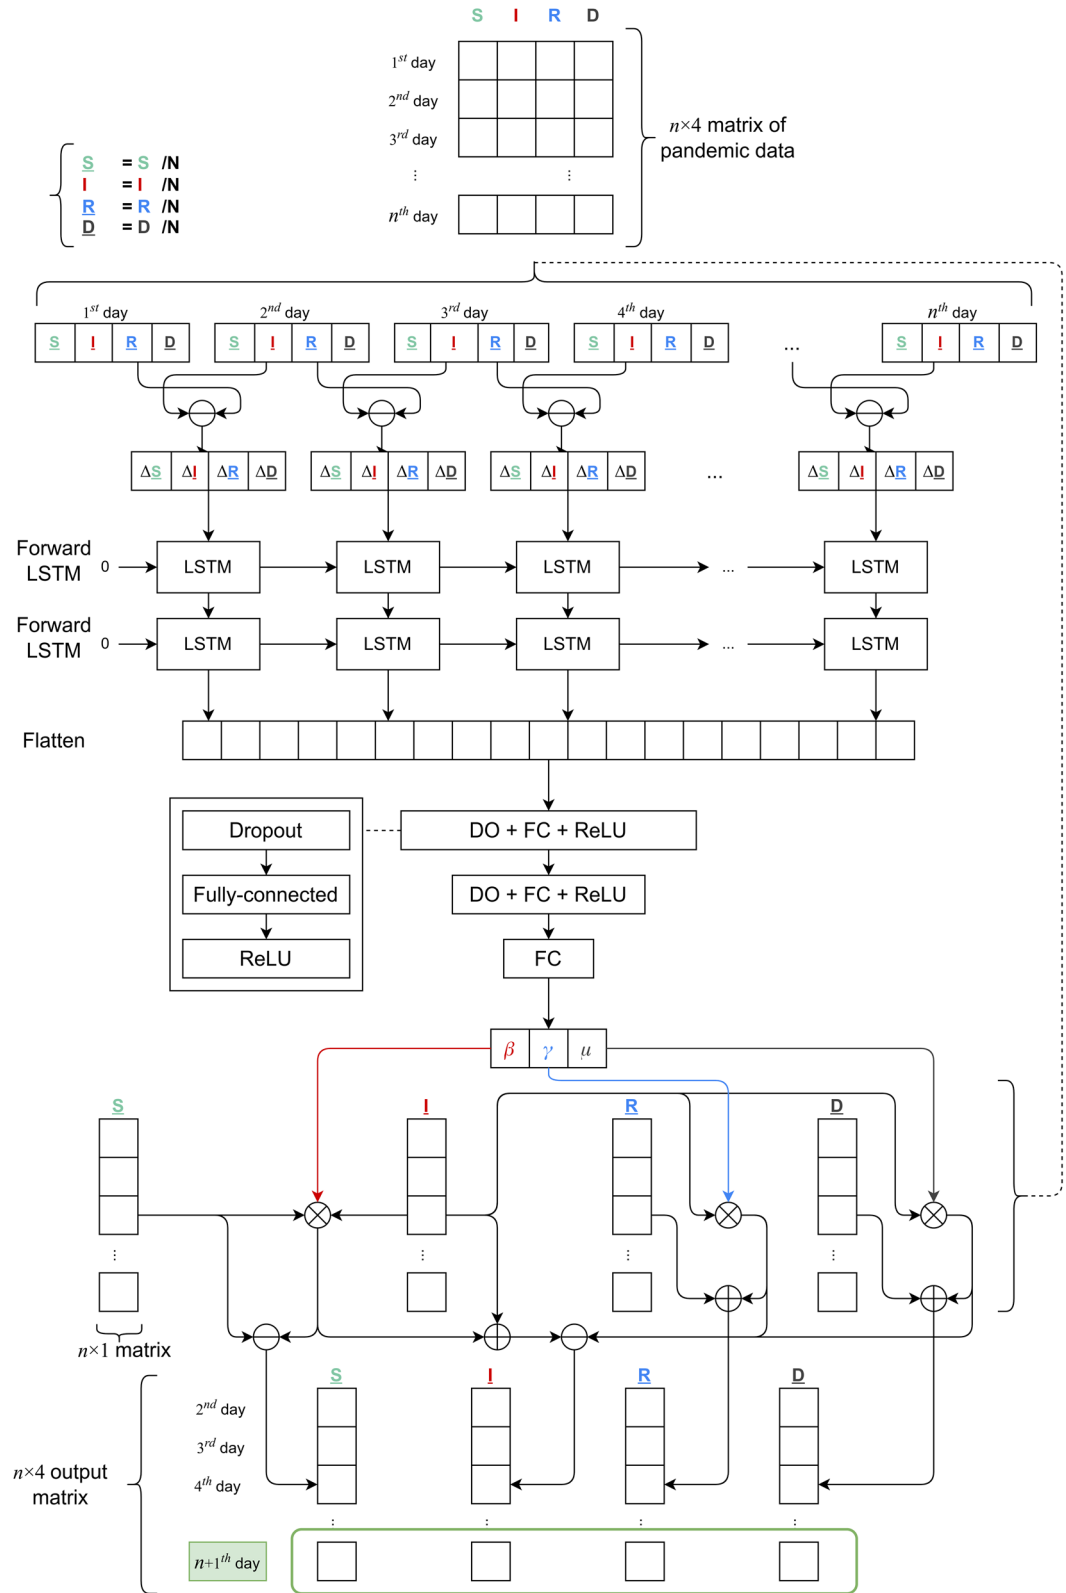 S I R D
1st day
2nd day
3rd day
⋮ ⋮
nth day
n×4 matrix of
pandemic data
S = S /N
I = I /N
R = R /N
D = D /N
1st day 2nd day 3rd day 4th day nth day
S I R D S I R D S I R D S I R D ... S I R D
ΔS ΔI ΔR ΔD ΔS ΔI ΔR ΔD ΔS ΔI ΔR ΔD ... ΔS ΔI ΔR ΔD
Forward
LSTM
0 LSTM LSTM LSTM ... LSTM
Forward
LSTM
0 LSTM LSTM LSTM ... LSTM
Flatten
Dropout
Fully-connected
ReLU
DO + FC + ReLU
DO + FC + ReLU
FC
β γ μ
S I R D
⋮ ⋮ ⋮ ⋮
n×1 matrix
S I R D
2nd day
3rd day
4th day
⋮ ⋮ ⋮ ⋮
n+1th day
n×4 output
matrix